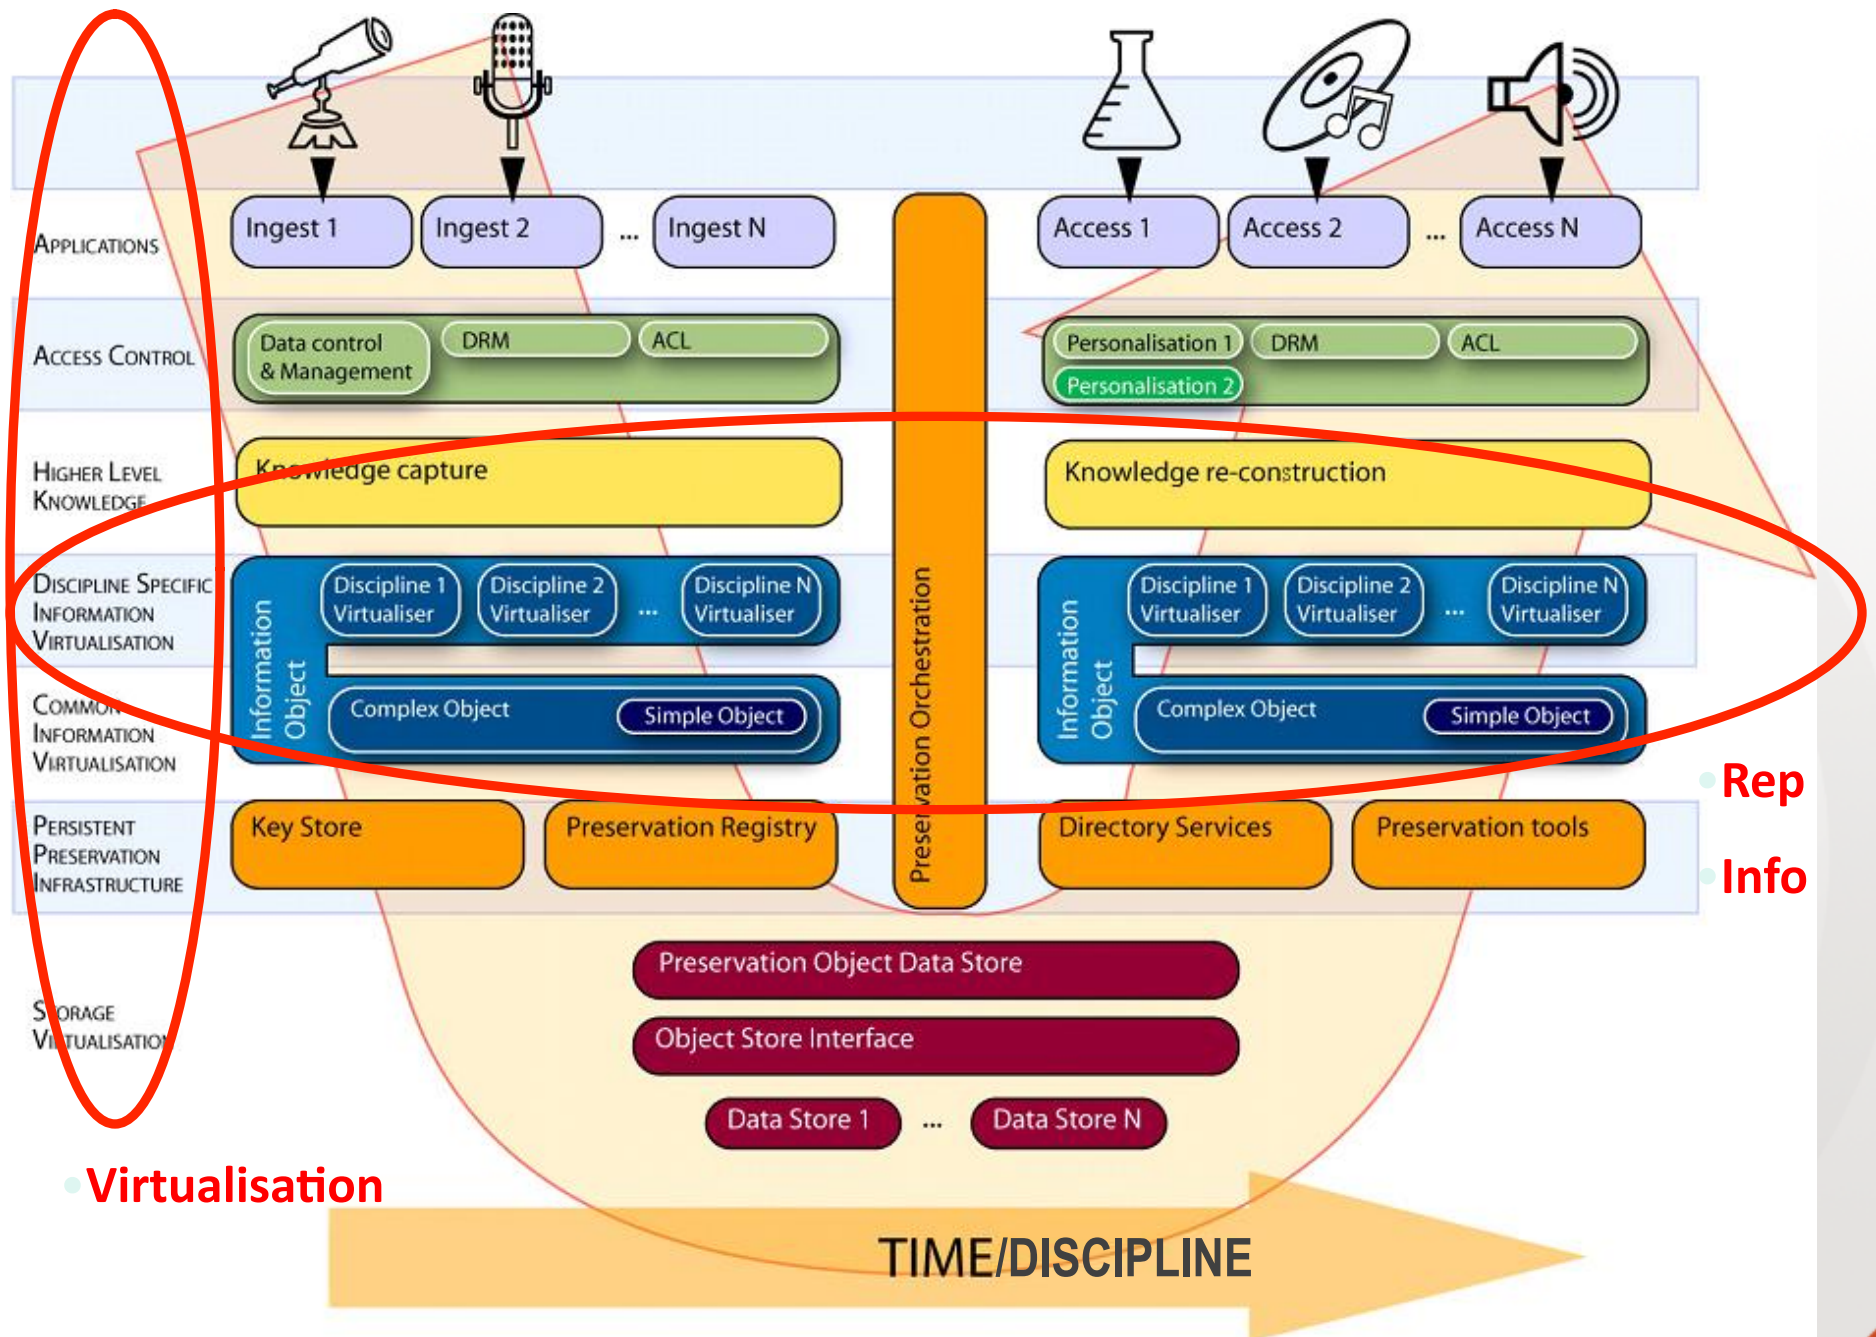 Ingest 1
Ingest 2
...
Ingest N
Access 1
Access 2
...
Access N
APPLICATIONS
ACCESS CONTROL
Data control
& Management
DRM
ACL
Personalisation 1
Personalisation 2
DRM
ACL
HIGHER LEVEL
KNOWLEDGE
Knowledge capture
Knowledge re-construction
DISCIPLINE SPECIFIC
INFORMATION
VIRTUALISATION
Information
Object
Discipline 1
Virtualiser
Discipline 2
Virtualiser
...
Discipline N
Virtualiser
Preservation Orchestration
Information
Object
Discipline 1
Virtualiser
Discipline 2
Virtualiser
...
Discipline N
Virtualiser
COMMON
INFORMATION
VIRTUALISATION
Complex Object
Simple Object
Complex Object
Simple Object
•Rep
PERSISTENT
PRESERVATION
INFRASTRUCTURE
Key Store
Preservation Registry
Directory Services
Preservation tools
•Info
STORAGE
VIRTUALISATION
Preservation Object Data Store
Object Store Interface
Data Store 1
...
Data Store N
•Virtualisation
TIME/DISCIPLINE